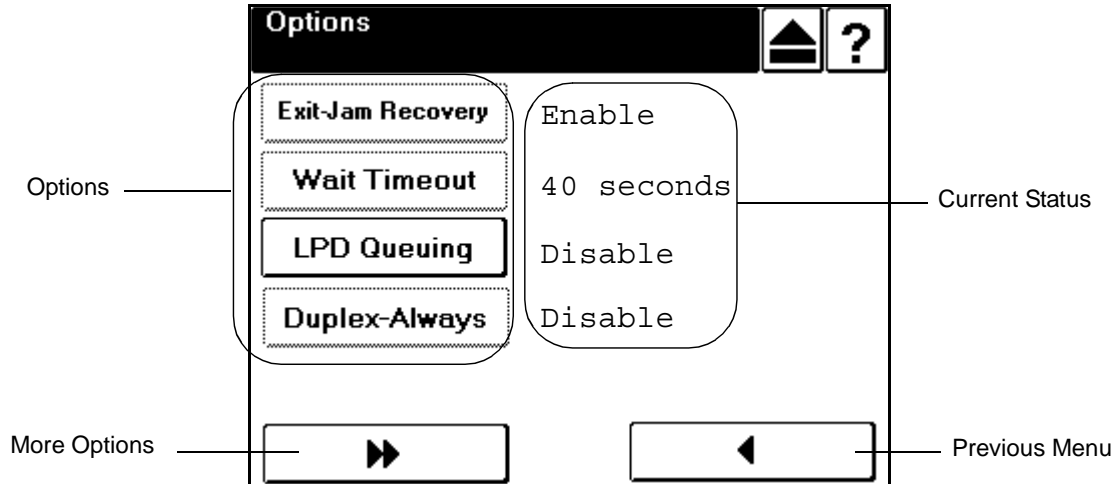 Options
?
Exit-Jam Recovery Enable
Wait Timeout 40 seconds
LPD Queuing Disable
Duplex-Always Disable
Options
Current Status
More Options
Previous Menu